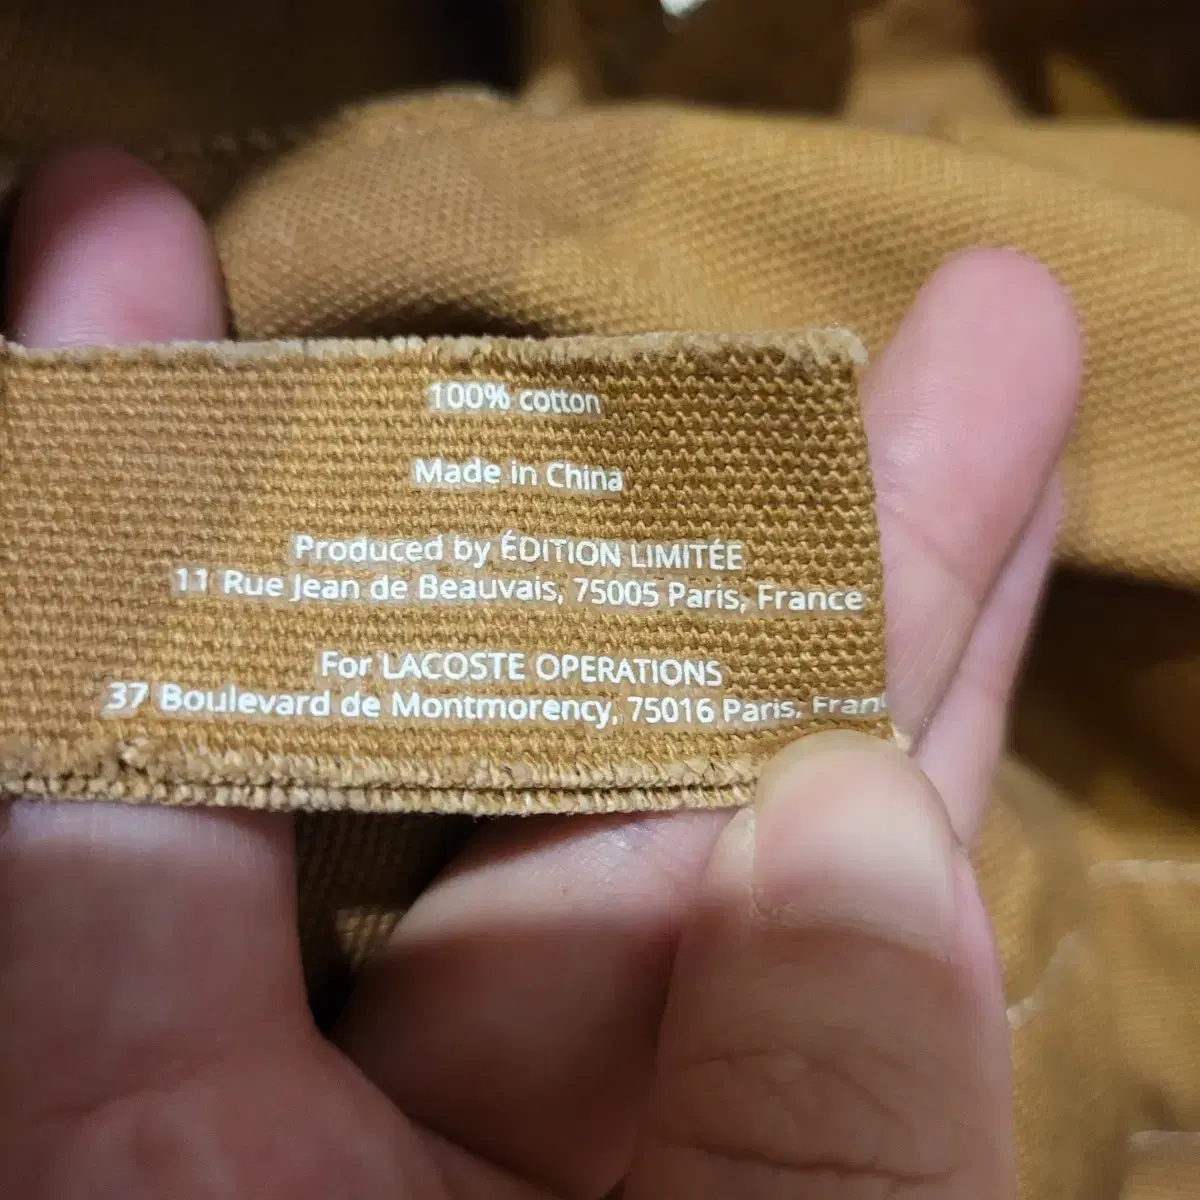 100% cotton
Made in China
Produced by ÉDITION LIMITÉE
11 Rue Jean de Beauvais, 75005 Paris, France
For LACOSTE OPERATIONS
37 Boulevard de Montmorency, 75016 Paris, Fran